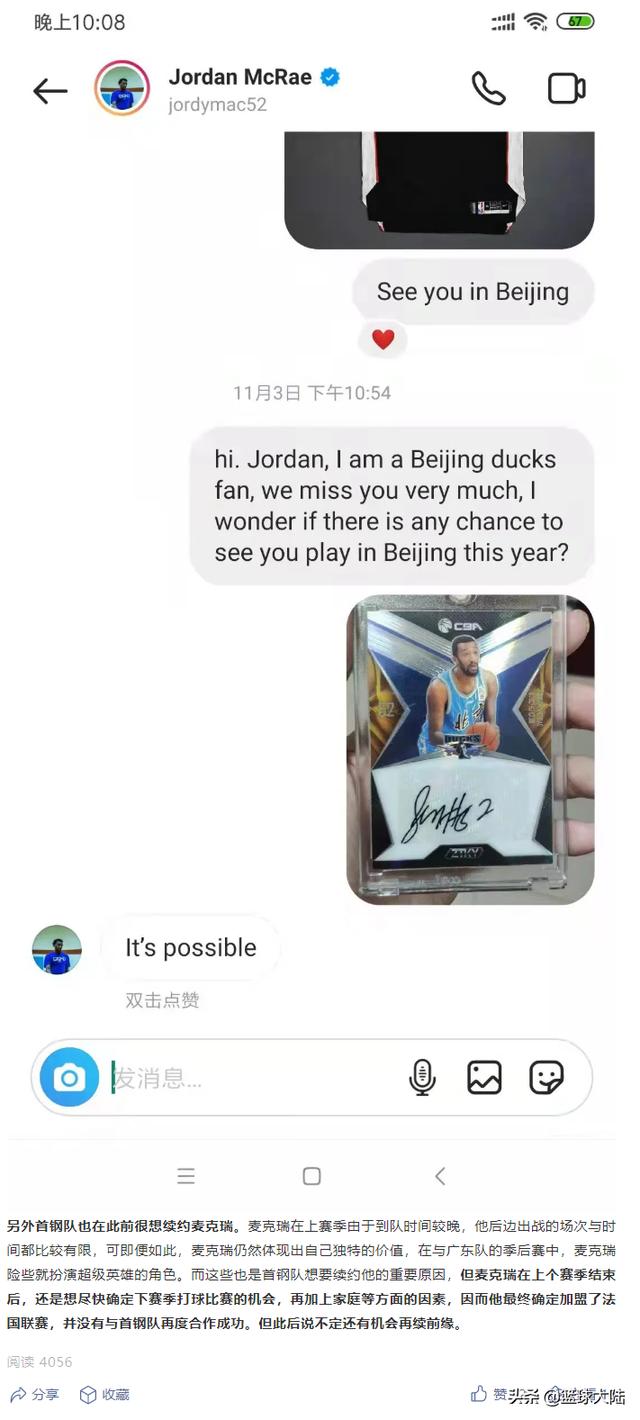 晚上10:08
67
Jordan McRae
jordymac52
See you in Beijing
11月3日 下午10:54
hi. Jordan, I am a Beijing ducks
fan, we miss you very much, I
wonder if there is any chance to
see you play in Beijing this year?
CBA
北京
DUCKS
It's possible
双击点赞
发消息...
另外首钢队也在此前很想续约麦克瑞。麦克瑞在上赛季由于到队时间较晚，他后边出战的场次与时
间都比较有限，可即便如此，麦克瑞仍然体现出自己独特的价值，在与广东队的季后赛中，麦克瑞
险些就扮演超级英雄的角色。而这些也是首钢队想要续约他的重要原因，但麦克瑞在上个赛季结束
后，还是想尽快确定下赛季打球比赛的机会，再加上家庭等方面的因素，因而他最终确定加盟了法
国联赛，并没有与首钢队再度合作成功。但此后说不定还有机会再续前缘。
阅读 4056
分享 收藏 赞
头条 @篮球大陆